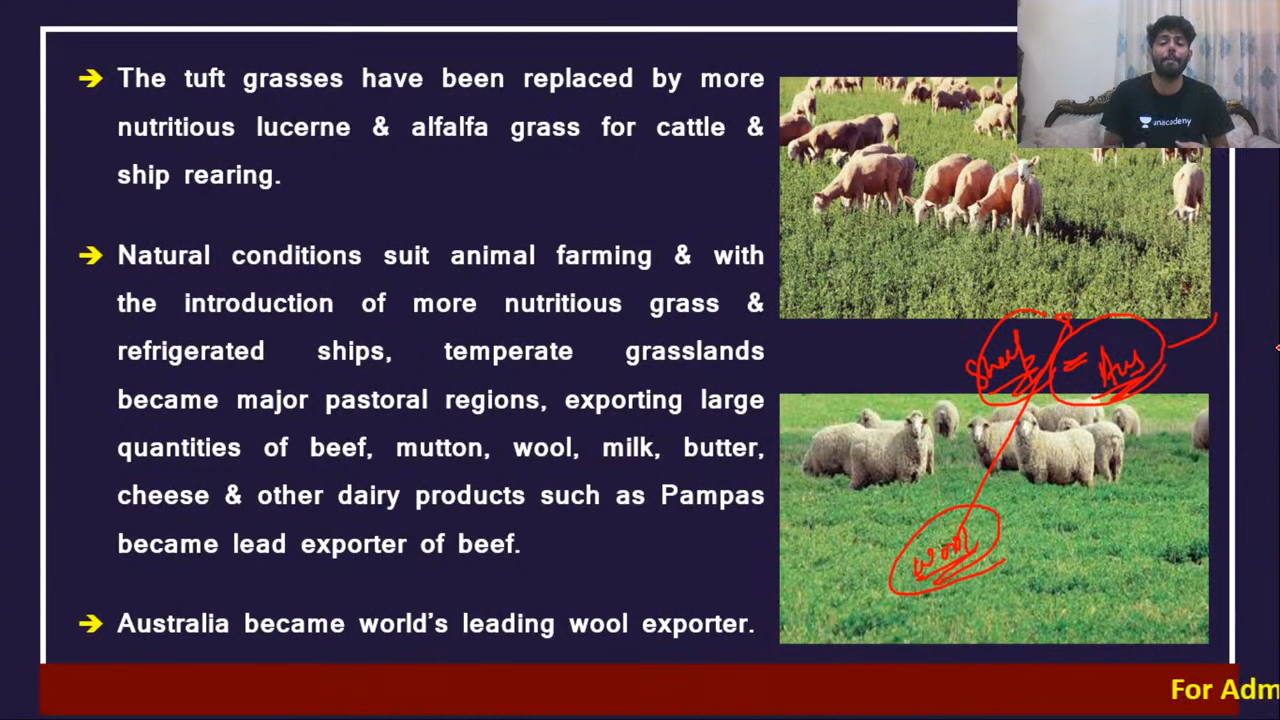 ➔ The tuft grasses have been replaced by more
nutritious lucerne & alfalfa grass for cattle &
ship rearing.
➔ Natural conditions suit animal farming & with
the introduction of more nutritious grass &
refrigerated ships, temperate grasslands
became major pastoral regions, exporting large
quantities of beef, mutton, wool, milk, butter,
cheese & other dairy products such as Pampas
became lead exporter of beef.
➔ Australia became world's leading wool exporter.
unacademy
Sheep = Aus
wool
For Adm